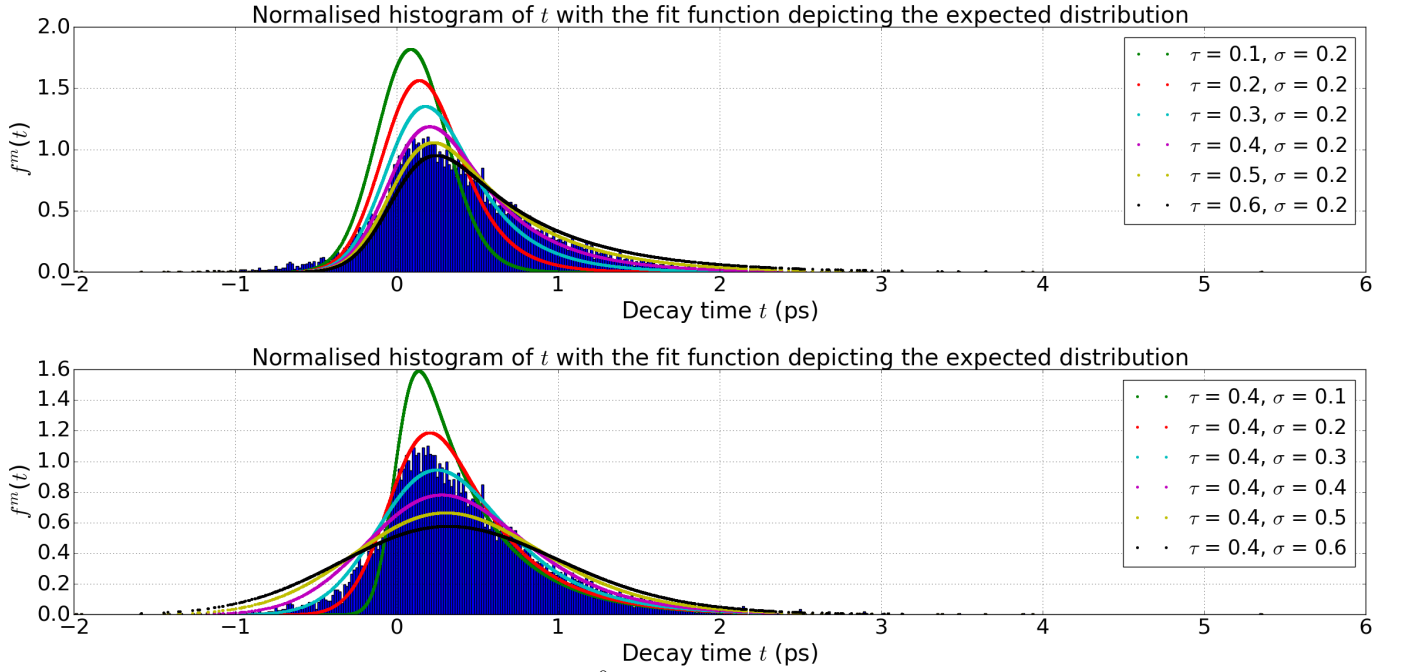 Normalised histogram of t with the fit function depicting the expected distribution
2.0
1.5
1.0
0.5
0.0
f^m(t)
τ = 0.1, σ = 0.2
τ = 0.2, σ = 0.2
τ = 0.3, σ = 0.2
τ = 0.4, σ = 0.2
τ = 0.5, σ = 0.2
τ = 0.6, σ = 0.2
−2 −1 0 1 2 3 4 5 6
Decay time t (ps)
Normalised histogram of t with the fit function depicting the expected distribution
1.6
1.4
1.2
1.0
0.8
0.6
0.4
0.2
0.0
f^m(t)
τ = 0.4, σ = 0.1
τ = 0.4, σ = 0.2
τ = 0.4, σ = 0.3
τ = 0.4, σ = 0.4
τ = 0.4, σ = 0.5
τ = 0.4, σ = 0.6
−2 −1 0 1 2 3 4 5 6
Decay time t (ps)